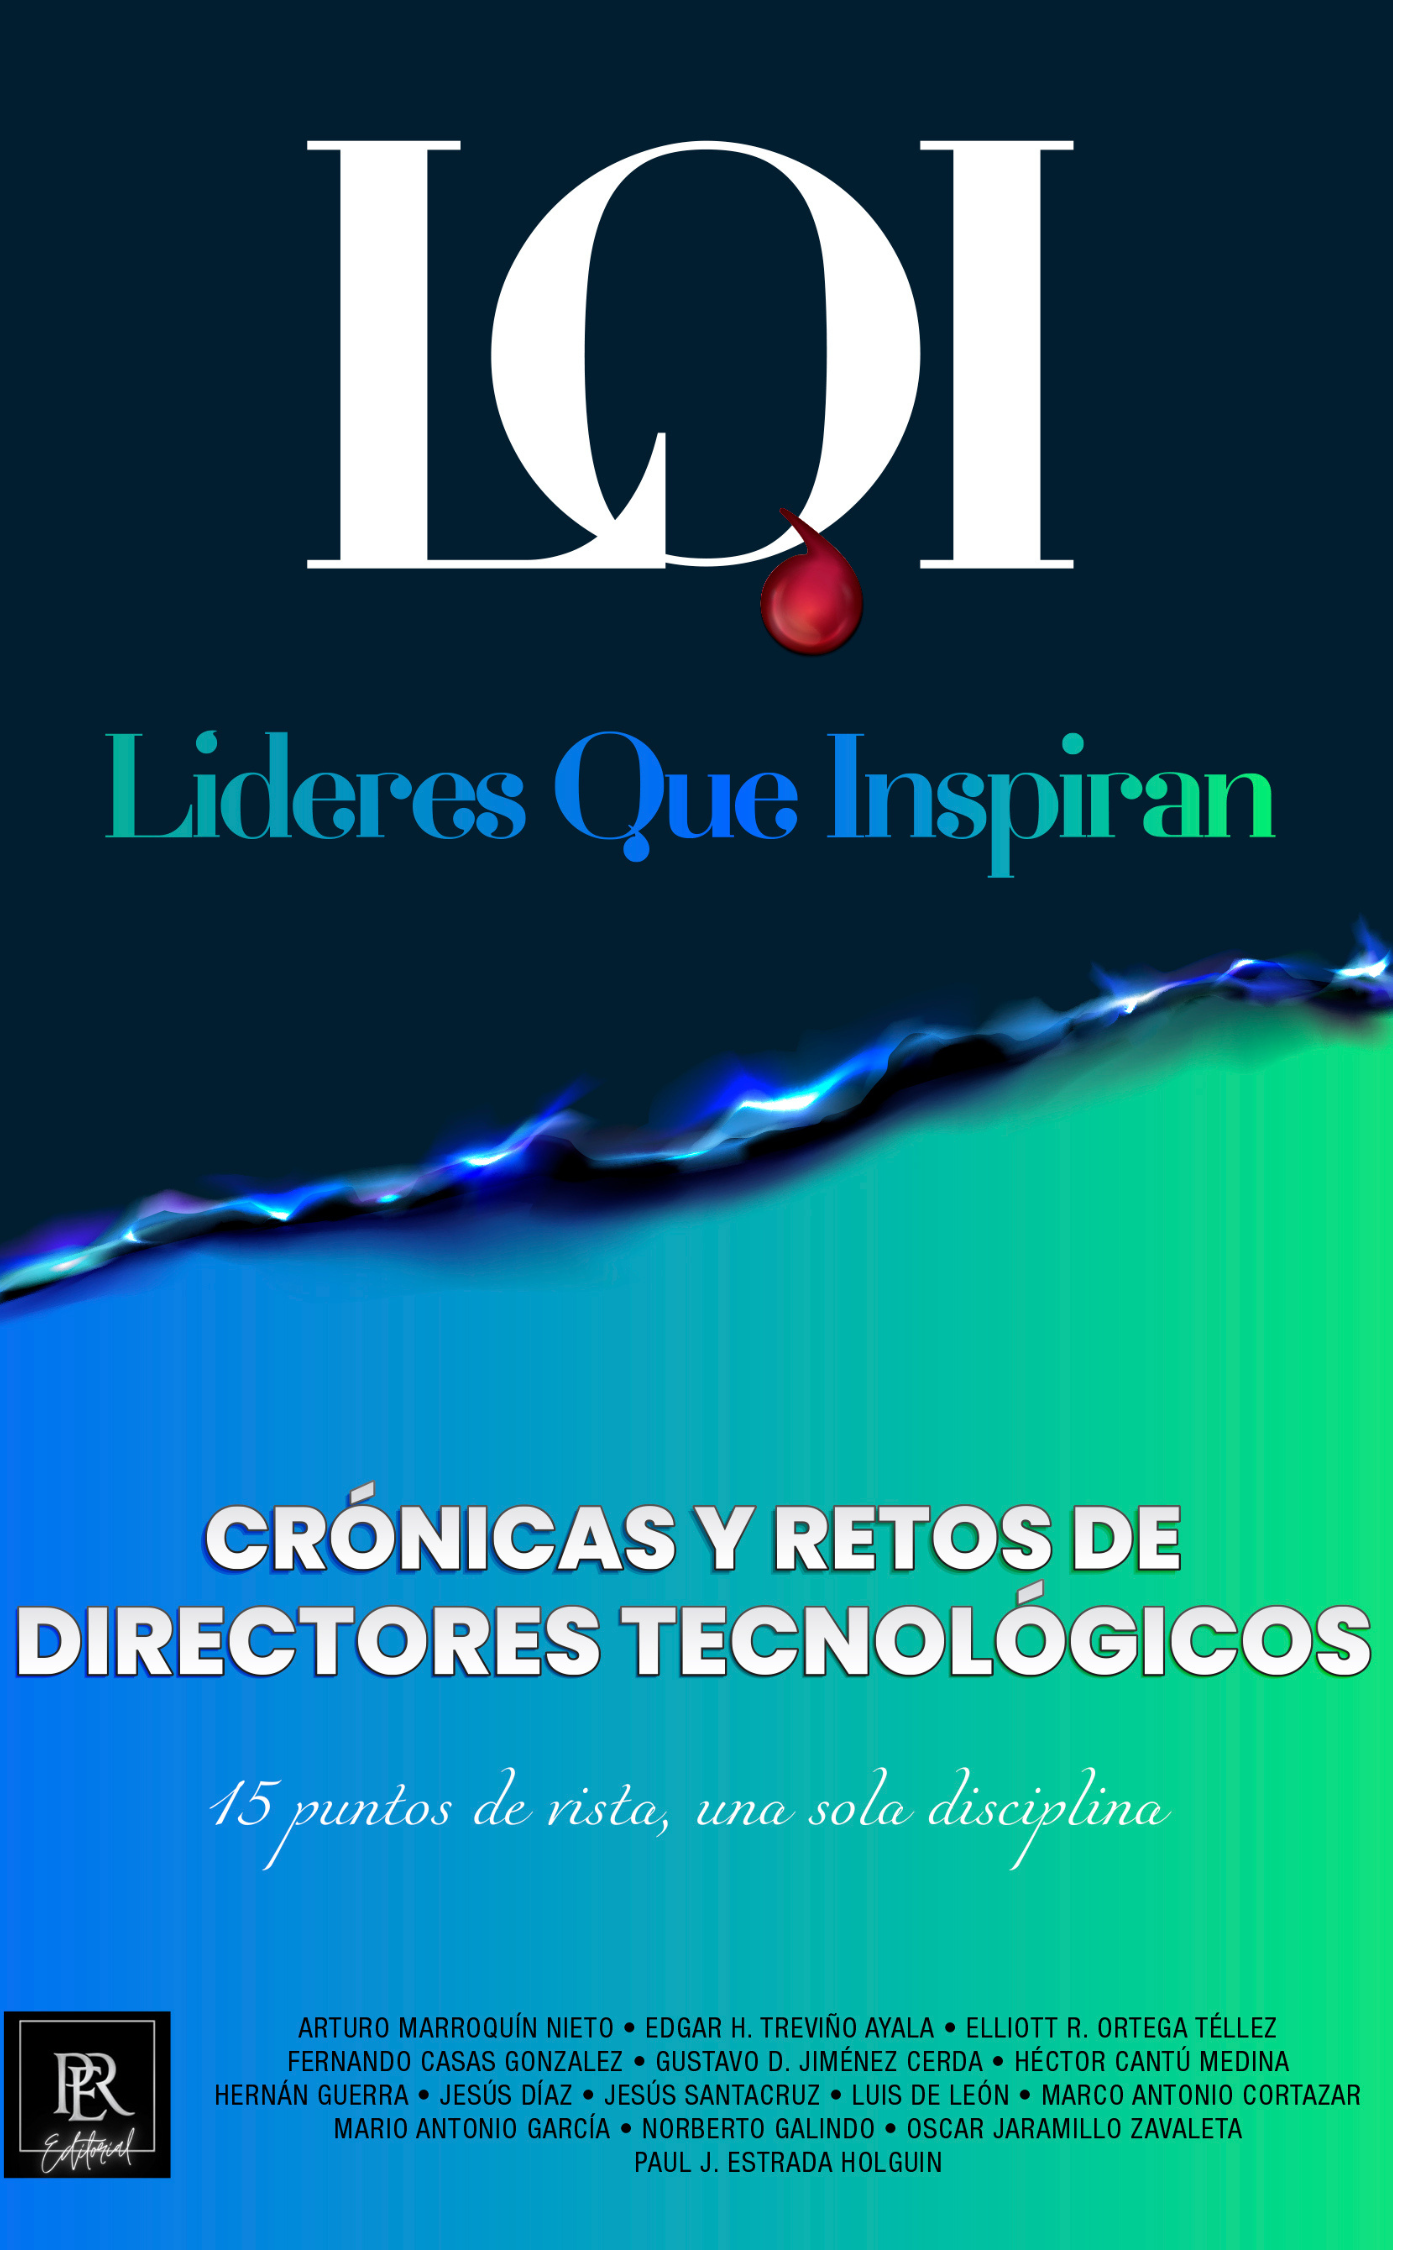 LQI
Líderes Que Inspiran
CRÓNICAS Y RETOS DE
DIRECTORES TECNOLÓGICOS
15 puntos de vista, una sola disciplina
ARTURO MARROQUÍN NIETO • EDGAR H. TREVIÑO AYALA • ELLIOTT R. ORTEGA TÉLLEZ
FERNANDO CASAS GONZALEZ • GUSTAVO D. JIMÉNEZ CERDA • HÉCTOR CANTÚ MEDINA
HERNÁN GUERRA • JESÚS DÍAZ • JESÚS SANTACRUZ • LUIS DE LEÓN • MARCO ANTONIO CORTAZAR
MARIO ANTONIO GARCÍA • NORBERTO GALINDO • OSCAR JARAMILLO ZAVALETA
PAUL J. ESTRADA HOLGUIN
PER
Editorial